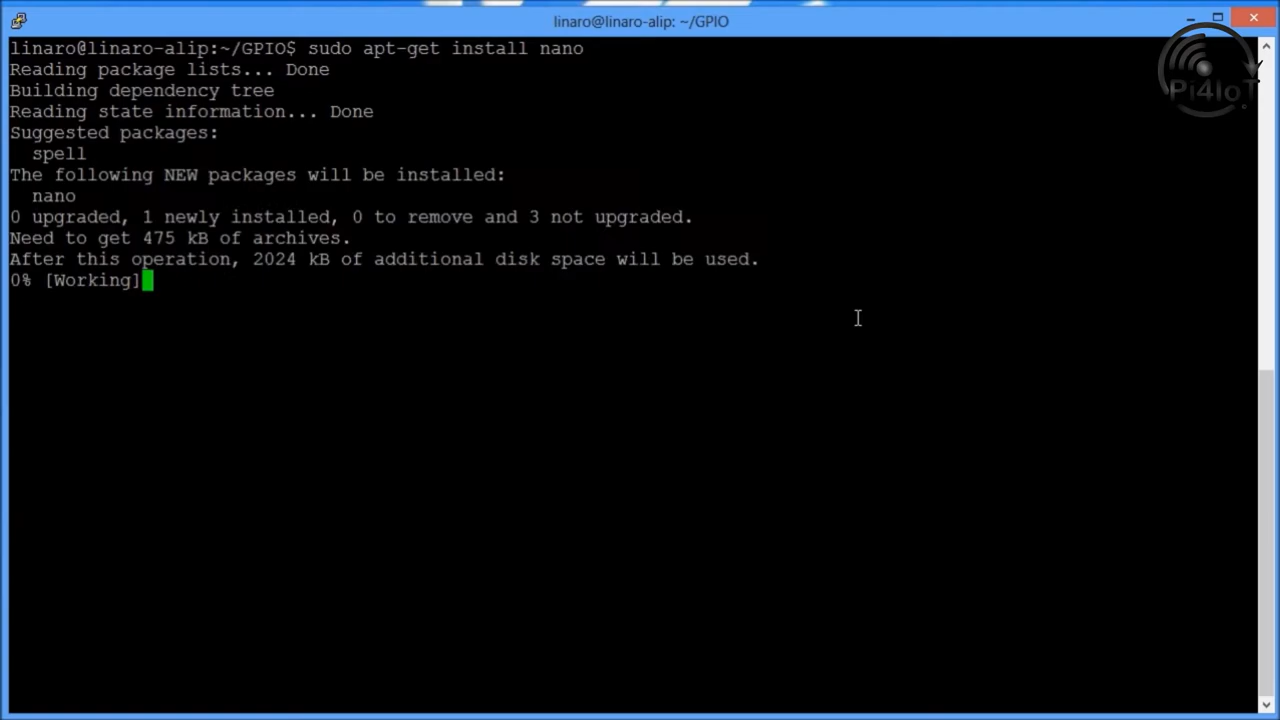 linaro@linaro-alip: ~/GPIO
linaro@linaro-alip:~/GPIO$ sudo apt-get install nano
Reading package lists... Done
Building dependency tree
Reading state information... Done
Suggested packages:
  spell
The following NEW packages will be installed:
  nano
0 upgraded, 1 newly installed, 0 to remove and 3 not upgraded.
Need to get 475 kB of archives.
After this operation, 2024 kB of additional disk space will be used.
0% [Working]
Pi4IoT